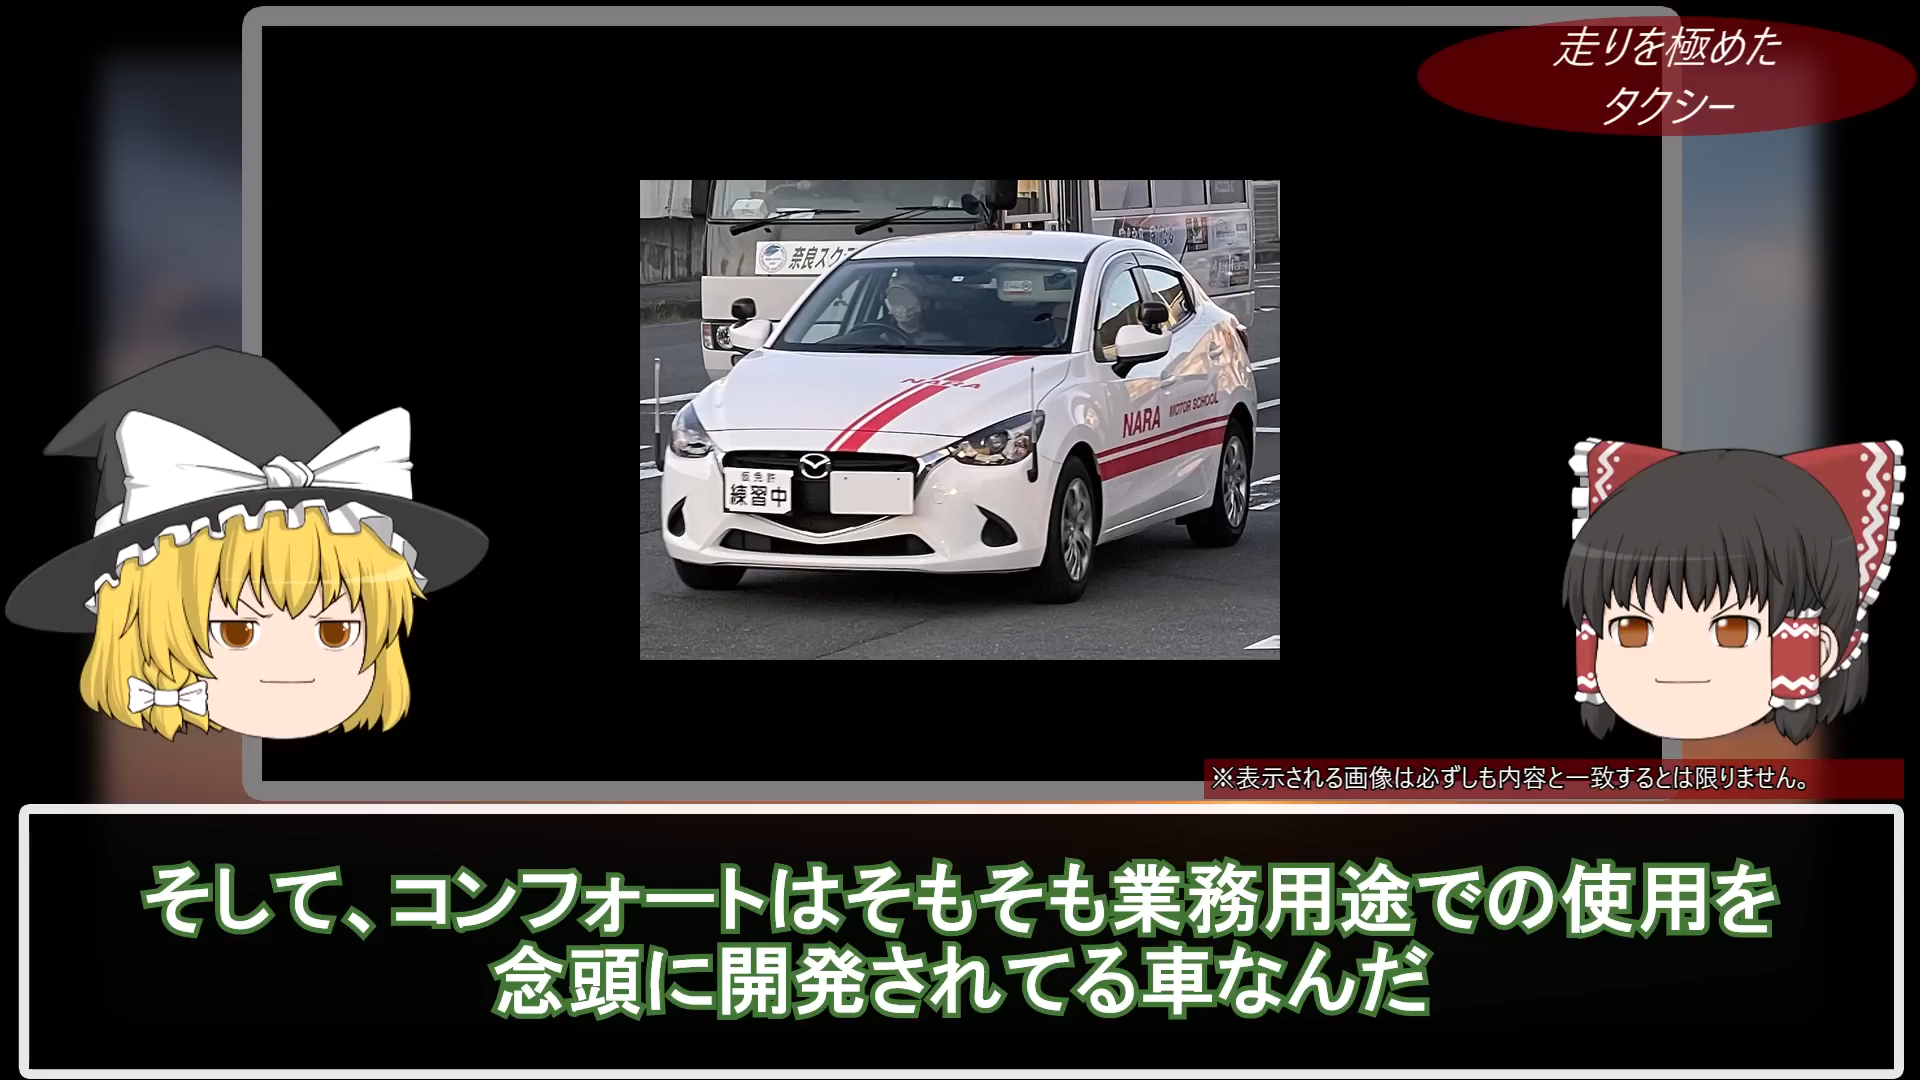 走りを極めた
タクシー
奈良スク
NARA
NARA MOTOR SCHOOL
仮免許
練習中
※表示される画像は必ずしも内容と一致するとは限りません。
そして、コンフォートはそもそも業務用途での使用を
念頭に開発されてる車なんだ